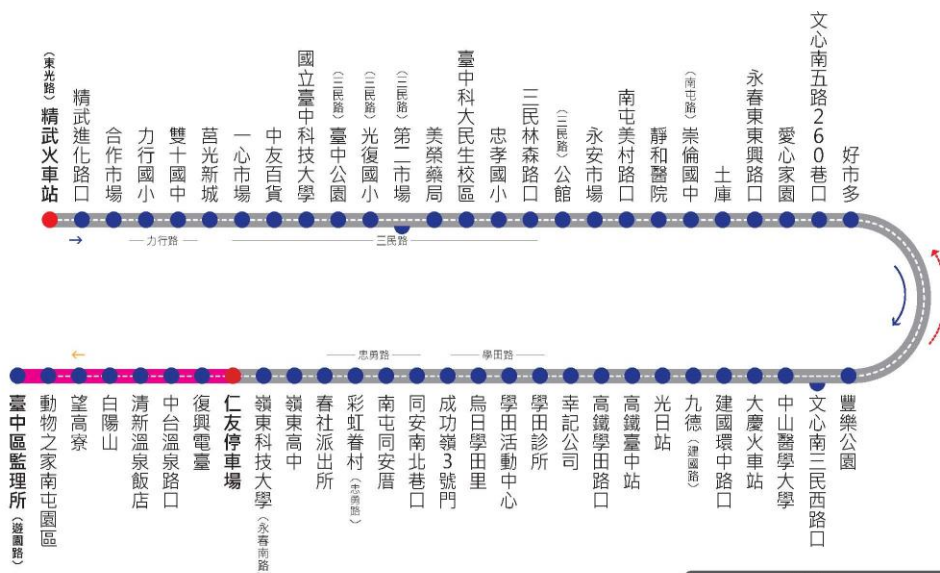 精武火車站（東光路）
精武進化路口
合作市場
力行國小
雙十國中
莒光新城
一心市場
中友百貨
國立臺中科技大學
臺中公園（三民路）
光復國小（三民路）
第二市場（三民路）
美榮藥局
臺中科大民生校區
忠孝國小
三民林森路口
公館（三民路）
永安市場
南屯美村路口
靜和醫院
崇倫國中（南屯路）
土庫
永春東東興路口
愛心家園
文心南五路260巷口
好市多
力行路
三民路
忠勇路
學田路
臺中區監理所（遊園路）
動物之家南屯園區
望高寮
白陽山
清新溫泉飯店
中台溫泉路口
復興電臺
仁友停車場
嶺東科技大學（永春南路
嶺東高中
春社派出所
彩虹眷村（忠勇路）
南屯同安厝
同安南北巷口
成功嶺3號門
烏日學田里
學田活動中心
學田診所
幸記公司
高鐵學田路口
高鐵臺中站
光日站
九德（建國路）
建國環中路口
大慶火車站
中山醫學大學
文心南三民西路口
豐樂公園